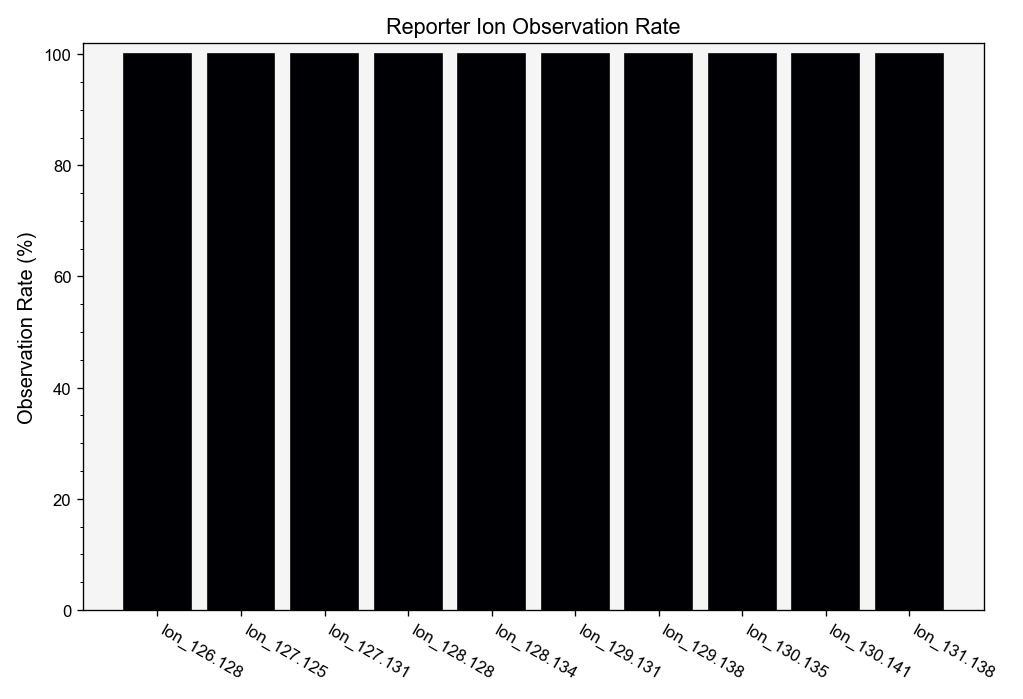 Reporter Ion Observation Rate
Observation Rate (%)
100
80
60
40
20
0
Ion_126.128
Ion_127.125
Ion_127.131
Ion_128.128
Ion_128.134
Ion_129.131
Ion_129.138
Ion_130.135
Ion_130.141
Ion_131.138